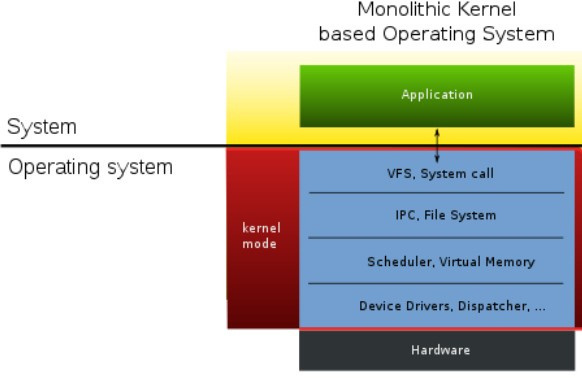 Monolithic Kernel
based Operating System
Application
System
Operating system
VFS, System call
IPC, File System
kernel
mode
Scheduler, Virtual Memory
Device Drivers, Dispatcher, ...
Hardware